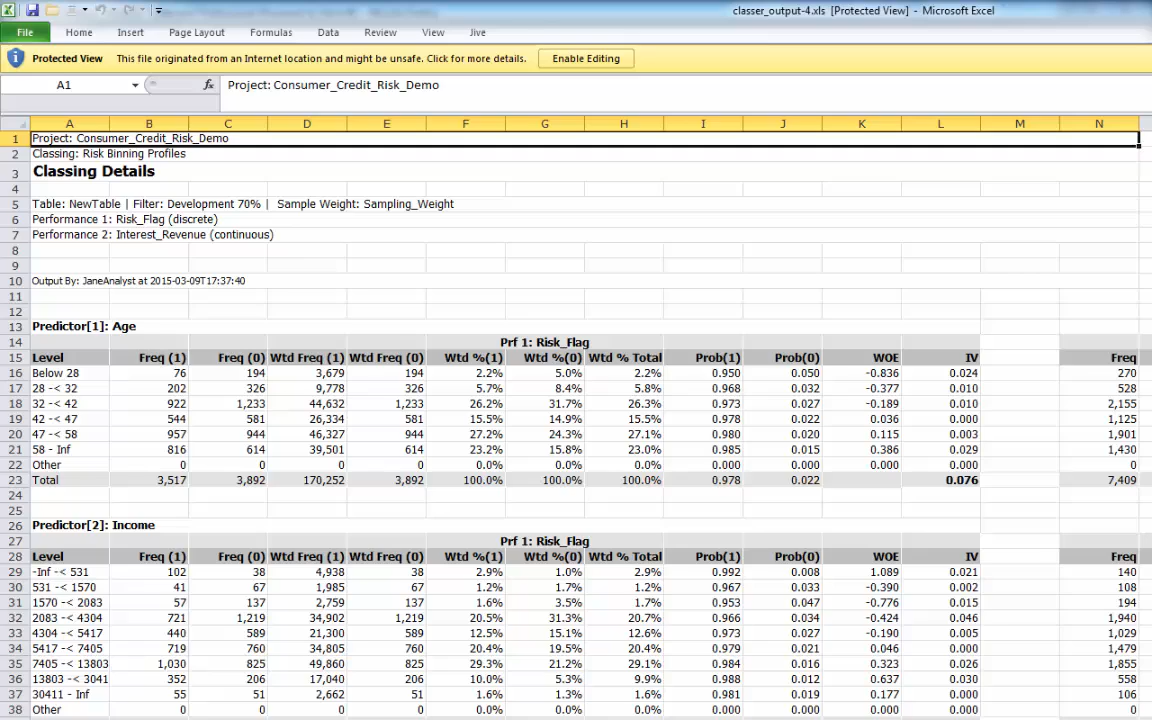 classer_output-4.xls [Protected View] - Microsoft Excel
File Home Insert Page Layout Formulas Data Review View Jive
Protected View This file originated from an Internet location and might be unsafe. Click for more details. Enable Editing
A1 fx Project: Consumer_Credit_Risk_Demo
A B C D E F G H I J K L M N
1 Project: Consumer_Credit_Risk_Demo
2 Classing: Risk Binning Profiles
3 Classing Details
4
5 Table: NewTable | Filter: Development 70% | Sample Weight: Sampling_Weight
6 Performance 1: Risk_Flag (discrete)
7 Performance 2: Interest_Revenue (continuous)
8
9
10 Output By: JaneAnalyst at 2015-03-09T17:37:40
11
12
13 Predictor[1]: Age
14 Prf 1: Risk_Flag
15 Level Freq (1) Freq (0) Wtd Freq (1) Wtd Freq (0) Wtd %(1) Wtd %(0) Wtd % Total Prob(1) Prob(0) WOE IV Freq
16 Below 28 76 194 3,679 194 2.2% 5.0% 2.2% 0.950 0.050 -0.836 0.024 270
17 28 -< 32 202 326 9,778 326 5.7% 8.4% 5.8% 0.968 0.032 -0.377 0.010 528
18 32 -< 42 922 1,233 44,632 1,233 26.2% 31.7% 26.3% 0.973 0.027 -0.189 0.010 2,155
19 42 -< 47 544 581 26,334 581 15.5% 14.9% 15.5% 0.978 0.022 0.036 0.000 1,125
20 47 -< 58 957 944 46,327 944 27.2% 24.3% 27.1% 0.980 0.020 0.115 0.003 1,901
21 58 - Inf 816 614 39,501 614 23.2% 15.8% 23.0% 0.985 0.015 0.386 0.029 1,430
22 Other 0 0 0 0 0.0% 0.0% 0.0% 0.000 0.000 0.000 0.000 0
23 Total 3,517 3,892 170,252 3,892 100.0% 100.0% 100.0% 0.978 0.022 0.076 7,409
24
25
26 Predictor[2]: Income
27 Prf 1: Risk_Flag
28 Level Freq (1) Freq (0) Wtd Freq (1) Wtd Freq (0) Wtd %(1) Wtd %(0) Wtd % Total Prob(1) Prob(0) WOE IV Freq
29 -Inf -< 531 102 38 4,938 38 2.9% 1.0% 2.9% 0.992 0.008 1.089 0.021 140
30 531 -< 1570 41 67 1,985 67 1.2% 1.7% 1.2% 0.967 0.033 -0.390 0.002 108
31 1570 -< 2083 57 137 2,759 137 1.6% 3.5% 1.7% 0.953 0.047 -0.776 0.015 194
32 2083 -< 4304 721 1,219 34,902 1,219 20.5% 31.3% 20.7% 0.966 0.034 -0.424 0.046 1,940
33 4304 -< 5417 440 589 21,300 589 12.5% 15.1% 12.6% 0.973 0.027 -0.190 0.005 1,029
34 5417 -< 7405 719 760 34,805 760 20.4% 19.5% 20.4% 0.979 0.021 0.046 0.000 1,479
35 7405 -< 13803 1,030 825 49,860 825 29.3% 21.2% 29.1% 0.984 0.016 0.323 0.026 1,855
36 13803 -< 3041 352 206 17,040 206 10.0% 5.3% 9.9% 0.988 0.012 0.637 0.030 558
37 30411 - Inf 55 51 2,662 51 1.6% 1.3% 1.6% 0.981 0.019 0.177 0.000 106
38 Other 0 0 0 0 0.0% 0.0% 0.0% 0.000 0.000 0.000 0.000 0